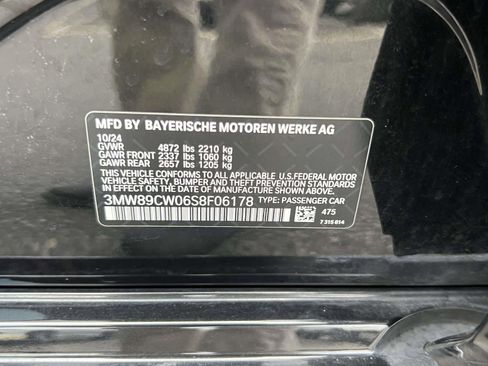 MFD BY BAYERISCHE MOTOREN WERKE AG
10/24
GVWR 4872 lbs 2210 kg
GAWR FRONT 2337 lbs 1060 kg
GAWR REAR 2657 lbs 1205 kg
THIS VEHICLE CONFORMS TO ALL APPLICABLE U.S.FEDERAL MOTOR
VEHICLE SAFETY, BUMPER, AND THEFT PREVENTION STANDARDS
IN EFFECT ON THE DATE OF MANUFACTURE SHOWN ABOVE.
3MW89CW06S8F06178 TYPE: PASSENGER CAR
475
7 315 814